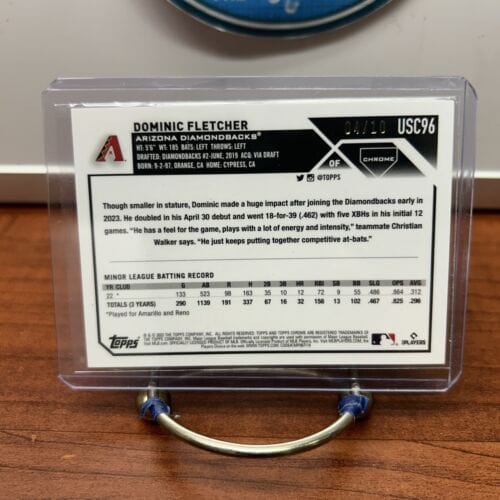 DOMINIC FLETCHER
04/10
USC96
ARIZONA DIAMONDBACKS®
HT: 5'6" WT: 185 BATS: LEFT THROWS: LEFT
DRAFTED: DIAMONDBACKS #2-JUNE, 2019 ACQ: VIA DRAFT
BORN: 9-2-97, ORANGE, CA HOME: CYPRESS, CA
OF
CHROME
@TOPPS
Though smaller in stature, Dominic made a huge impact after joining the Diamondbacks early in
2023. He doubled in his April 30 debut and went 18-for-39 (.462) with five XBHs in his initial 12
games. "He has a feel for the game, plays with a lot of energy and intensity," teammate Christian
Walker says. "He just keeps putting together competitive at-bats."
MINOR LEAGUE BATTING RECORD
YR CLUB G AB R H 2B 3B HR RBI SB BB SLG OPS AVG
22 * 133 523 98 163 35 10 12 72 9 55 .486 .864 .312
TOTALS (3 YEARS) 290 1139 191 337 67 16 32 158 13 102 .467 .825 .296
*Played for Amarillo and Reno
Topps
PLAYERS